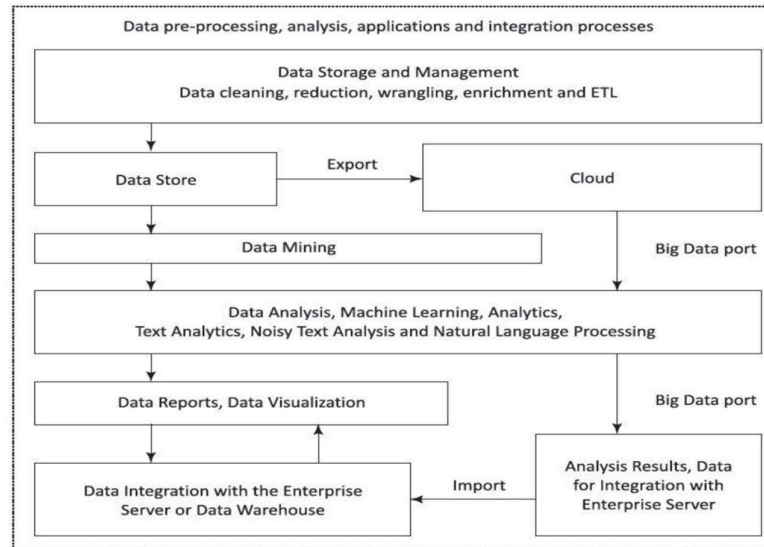 Data pre-processing, analysis, applications and integration processes
Data Storage and Management
Data cleaning, reduction, wrangling, enrichment and ETL
Data Store
Export
Cloud
Data Mining
Big Data port
Data Analysis, Machine Learning, Analytics,
Text Analytics, Noisy Text Analysis and Natural Language Processing
Data Reports, Data Visualization
Big Data port
Data Integration with the Enterprise
Server or Data Warehouse
Import
Analysis Results, Data
for Integration with
Enterprise Server